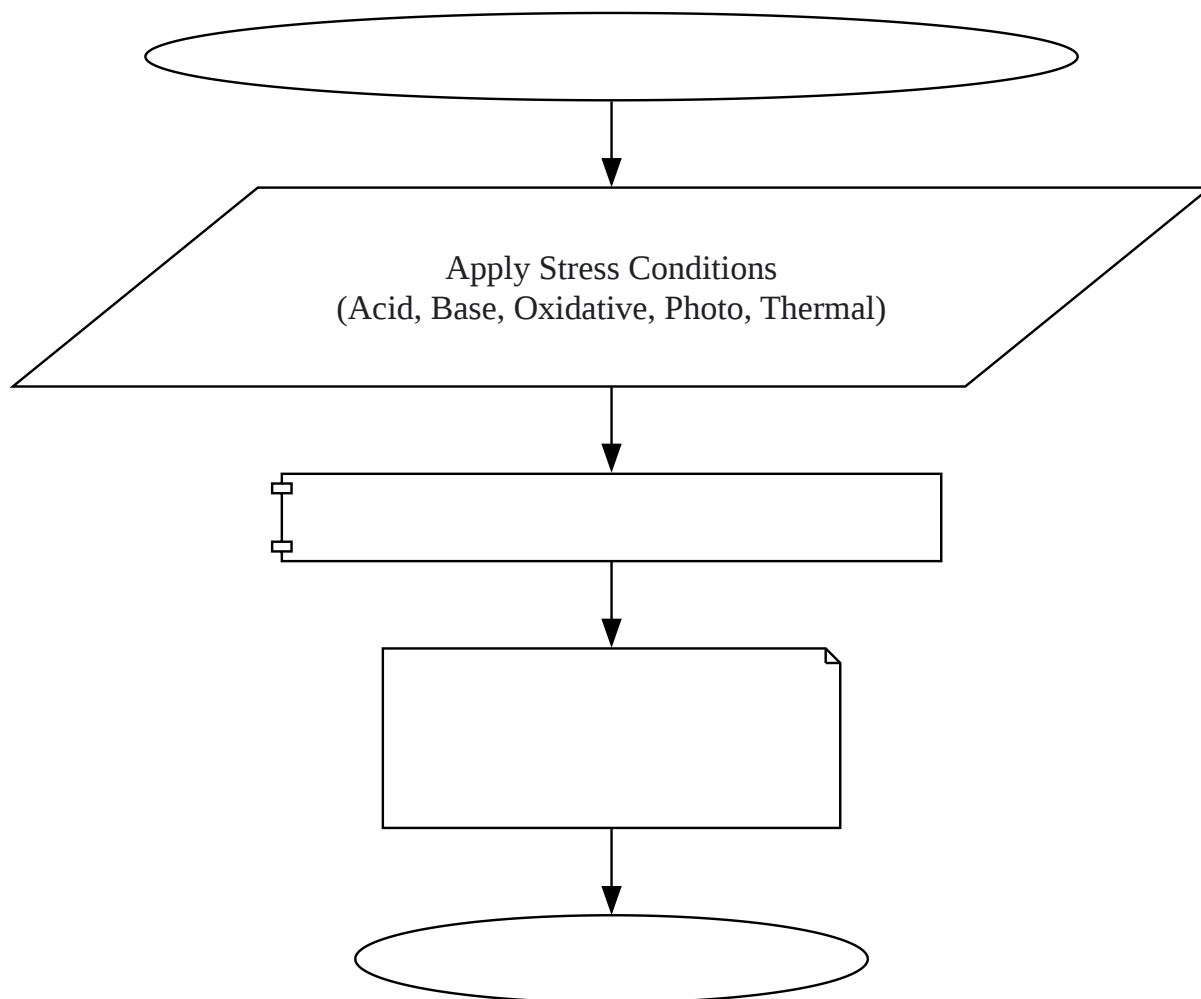 Apply Stress Conditions
(Acid, Base, Oxidative, Photo, Thermal)